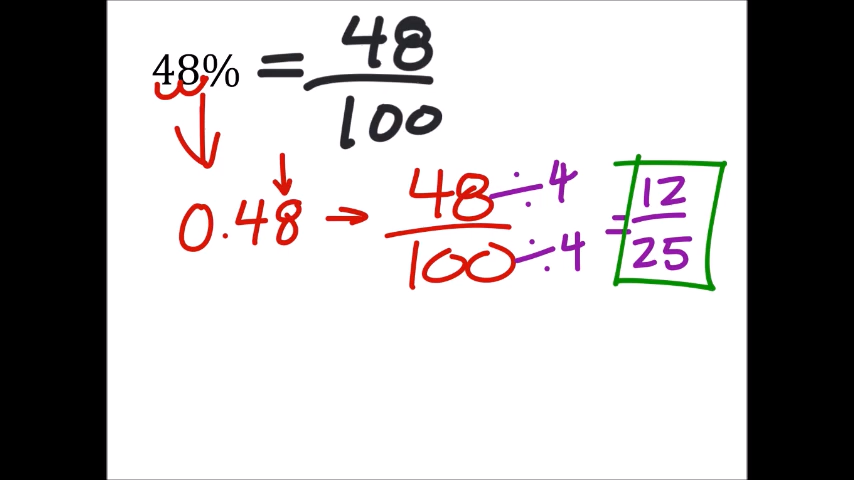 48% = 48/100
0.48 → 48/100 ÷ 4 ÷ 4 = 12/25